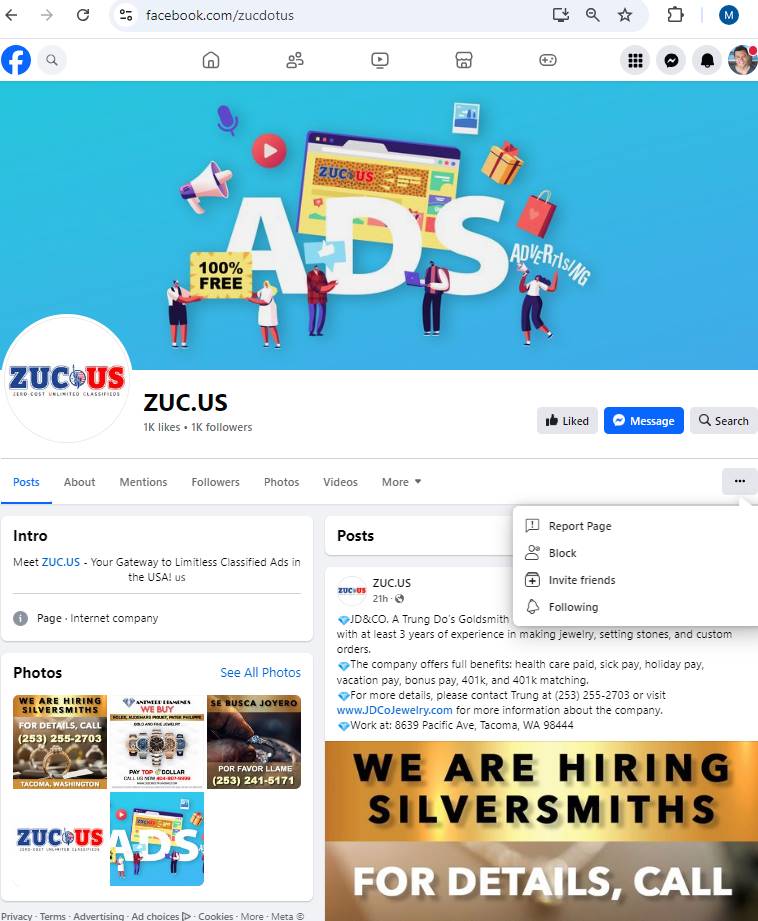 facebook.com/zucdotus
M
ZUC US
ADS
ADVERTISING
100%
FREE
ZUC US
ZERO-COST UNLIMITED CLASSIFIEDS
ZUC.US
1K likes • 1K followers
Liked
Message
Search
Posts
About
Mentions
Followers
Photos
Videos
More
Report Page
Block
Invite friends
Following
Intro
Meet ZUC.US - Your Gateway to Limitless Classified Ads in
the USA! us
Page · Internet company
Photos
See All Photos
WE ARE HIRING
SILVERSMITHS
FOR DETAILS, CALL
(253) 255-2703
TACOMA, WASHINGTON
ANTWERP DIAMONDS
WE BUY
ROLEX, AUDEMARS PIGUET, PATEK PHILIPPE
GOLD AND FINE JEWELRY
PAY TOP DOLLAR
SE BUSCA JOYERO
POR FAVOR LLAME
(253) 241-5171
ZUC US
ZERO-COST UNLIMITED CLASSIFIEDS
ADS
Privacy · Terms · Advertising · Ad choices · Cookies · More · Meta ©
Posts
ZUC.US
21h
JD&CO. A Trung Do's Goldsmith
with at least 3 years of experience in making jewelry, setting stones, and custom
orders.
The company offers full benefits: health care paid, sick pay, holiday pay,
vacation pay, bonus pay, 401k, and 401k matching.
For more details, please contact Trung at (253) 255-2703 or visit
www.JDCoJewelry.com for more information about the company.
Work at: 8639 Pacific Ave, Tacoma, WA 98444
WE ARE HIRING
SILVERSMITHS
FOR DETAILS, CALL